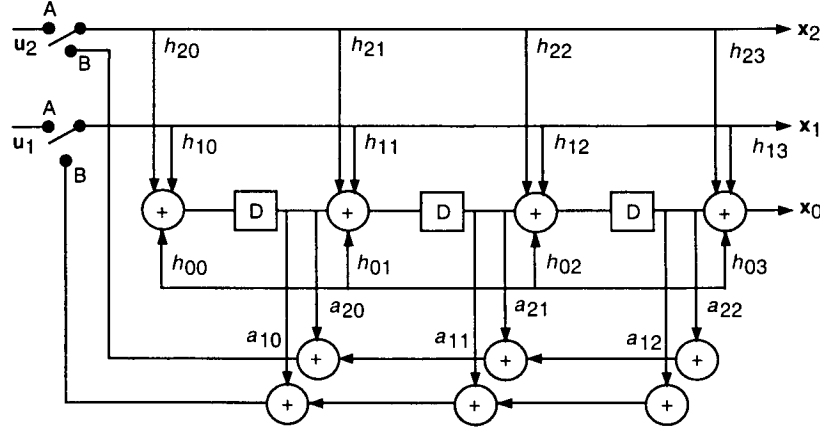 A
u2
B
h20
h21
h22
h23
x2
A
u1
B
h10
h11
h12
h13
x1
+
D
+
D
+
D
+
x0
h00
h01
h02
h03
a20
a21
a22
a10
a11
a12
+
+
+
+
+
+